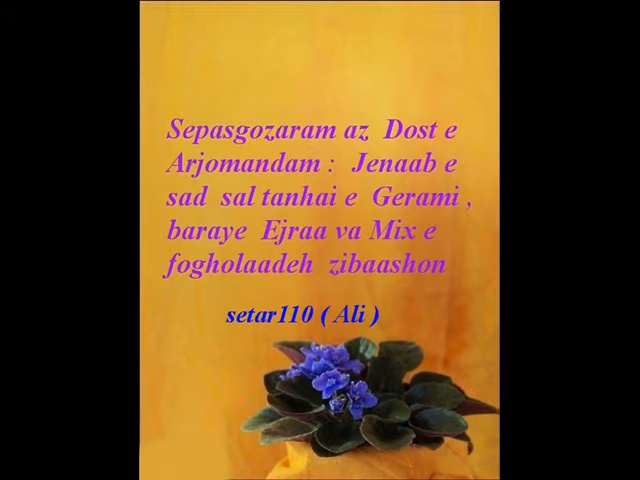 Sepasgozaram az Dost e
Arjomandam : Jenaab e
sad sal tanhai e Gerami ,
baraye Ejraa va Mix e
fogholaadeh zibaashon
setar110 ( Ali )